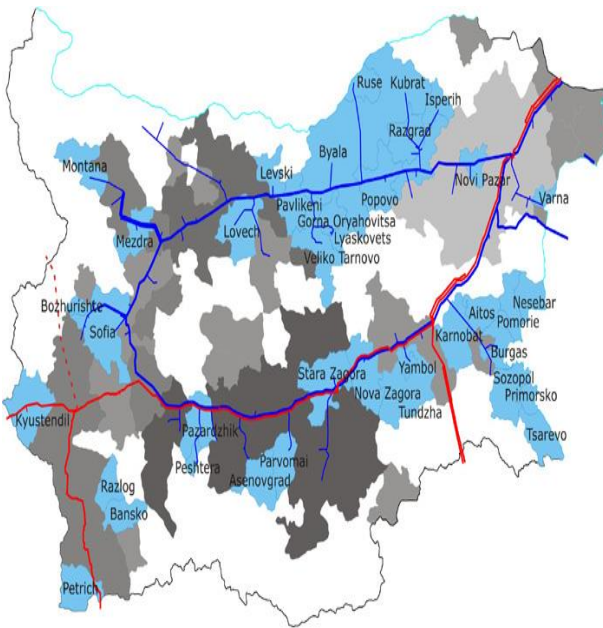 Ruse
Kubrat
Isperih
Montana
Levski
Byala
Razgrad
Pavlikeni
Popovo
Novi Pazar
Varna
Mezdra
Lovech
Gorna Oryahovitsa
Lyaskovets
Veliko Tarnovo
Bozhurishte
Sofia
Aitos
Nesebar
Pomorie
Karnobat
Burgas
Stara Zagora
Yambol
Sozopol
Nova Zagora
Primorsko
Kyustendil
Pazardzhik
Tundzha
Tsarevo
Peshtera
Parvomai
Asenovgrad
Razlog
Bansko
Petrich